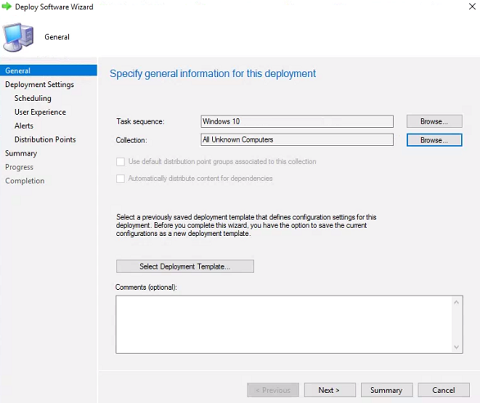 Deploy Software Wizard
General
General
Deployment Settings
Scheduling
User Experience
Alerts
Distribution Points
Summary
Progress
Completion
Specify general information for this deployment
Task sequence: Windows 10 Browse...
Collection: All Unknown Computers Browse...
Use default distribution point groups associated to this collection
Automatically distribute content for dependencies
Select a previously saved deployment template that defines configuration settings for this
deployment. Before you complete this wizard, you have the option to save the current
configurations as a new deployment template.
Select Deployment Template...
Comments (optional):
< Previous Next > Summary Cancel